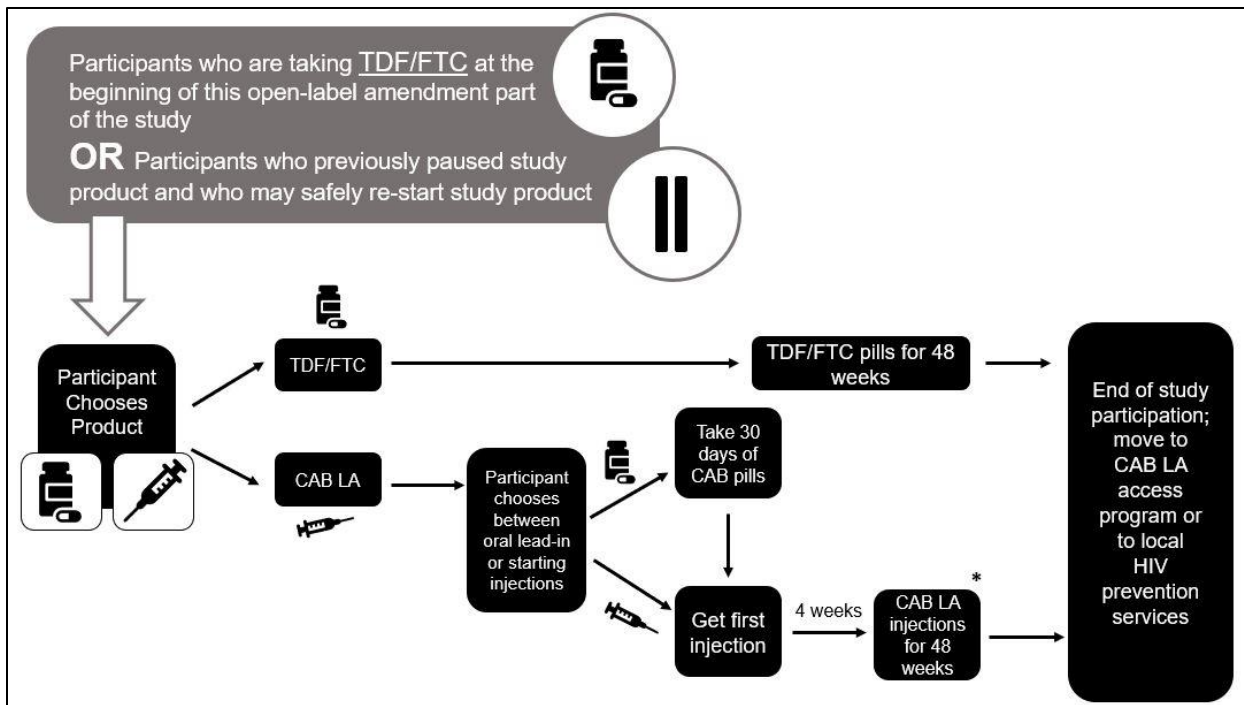 Participants who are taking TDF/FTC at the
beginning of this open-label amendment part
of the study
OR Participants who previously paused study
product and who may safely re-start study product
Participant
Chooses
Product
TDF/FTC
TDF/FTC pills for 48
weeks
CAB LA
Participant
chooses
between
oral lead-in
or starting
injections
Take 30
days of
CAB pills
Get first
injection
4 weeks
*
CAB LA
injections
for 48
weeks
End of study
participation;
move to
CAB LA
access
program or
to local
HIV
prevention
services